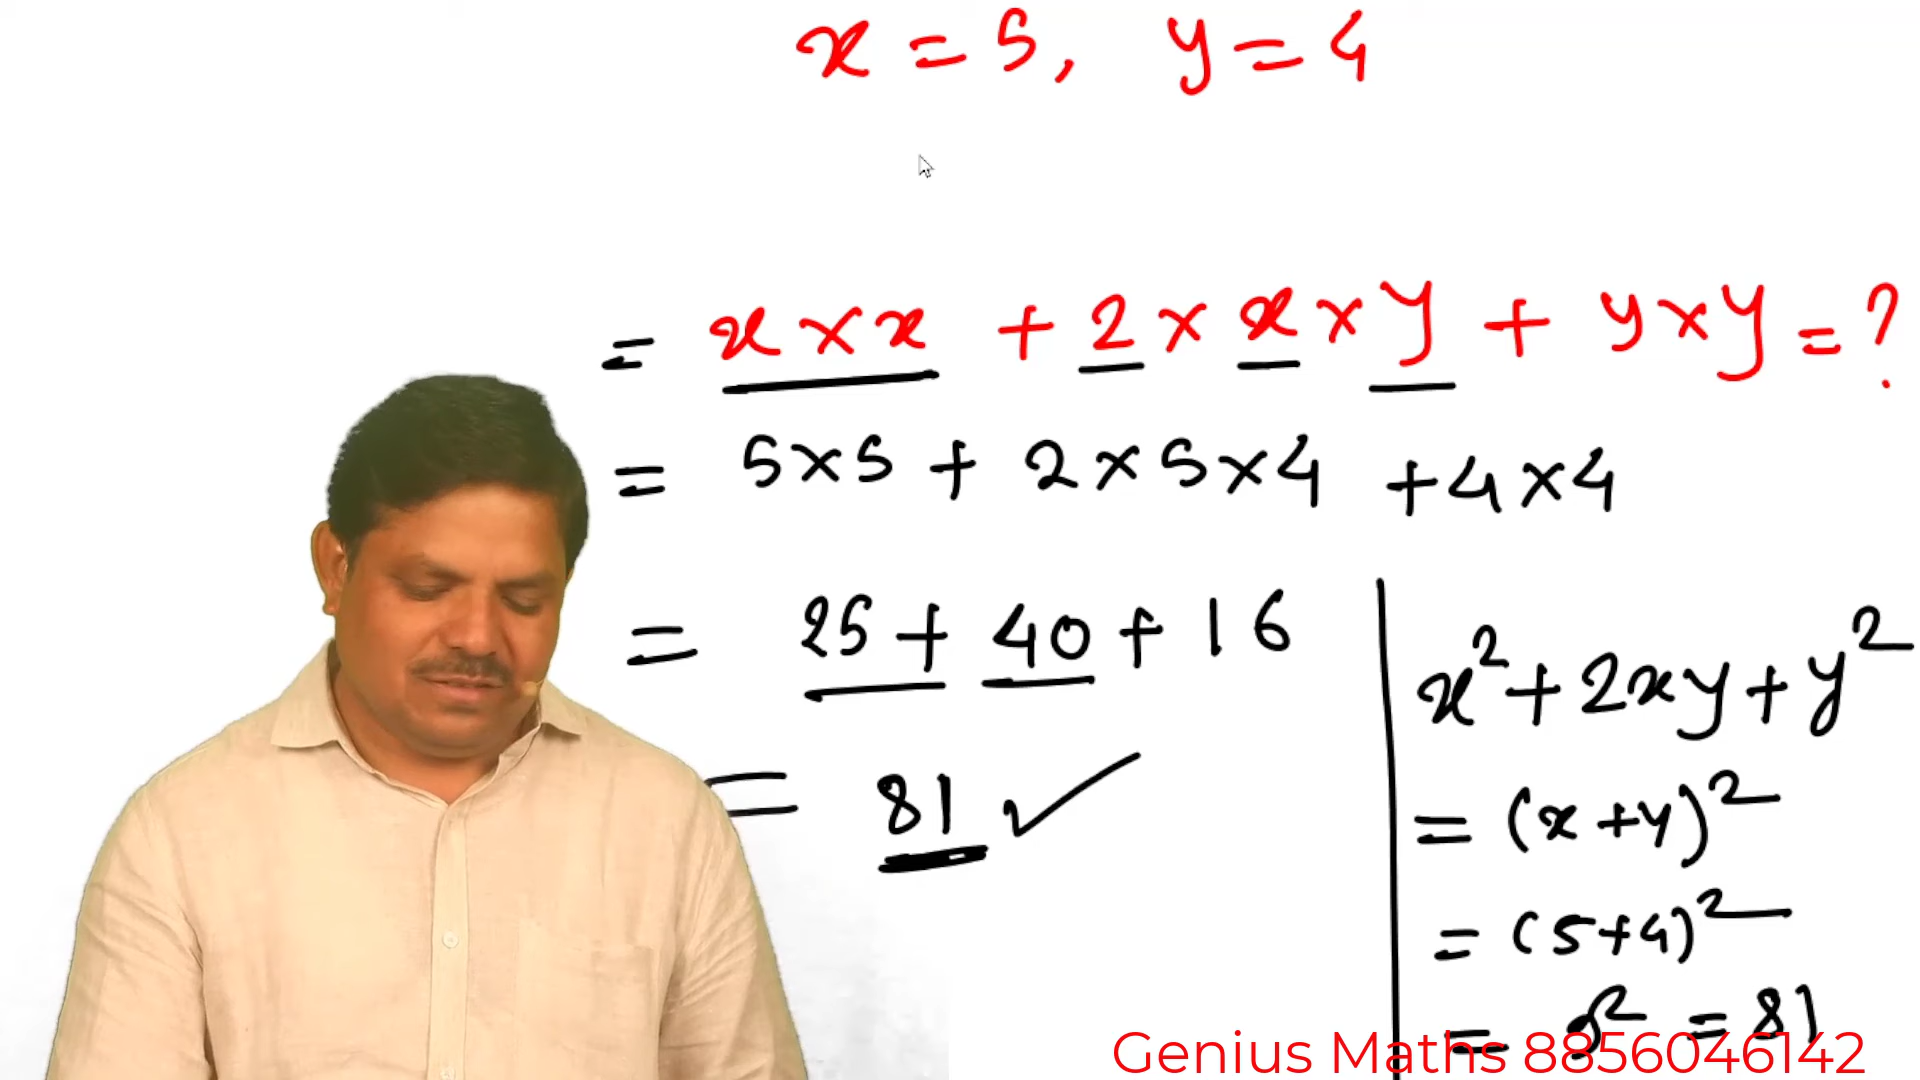 x = 5, y = 4
= x × x + 2 × x × y + y × y = ?
= 5 × 5 + 2 × 5 × 4 + 4 × 4
= 25 + 40 + 16
= 81 ✓
x² + 2xy + y²
= (x + y)²
= (5 + 4)²
= 9² = 81
Genius Maths 8856046142